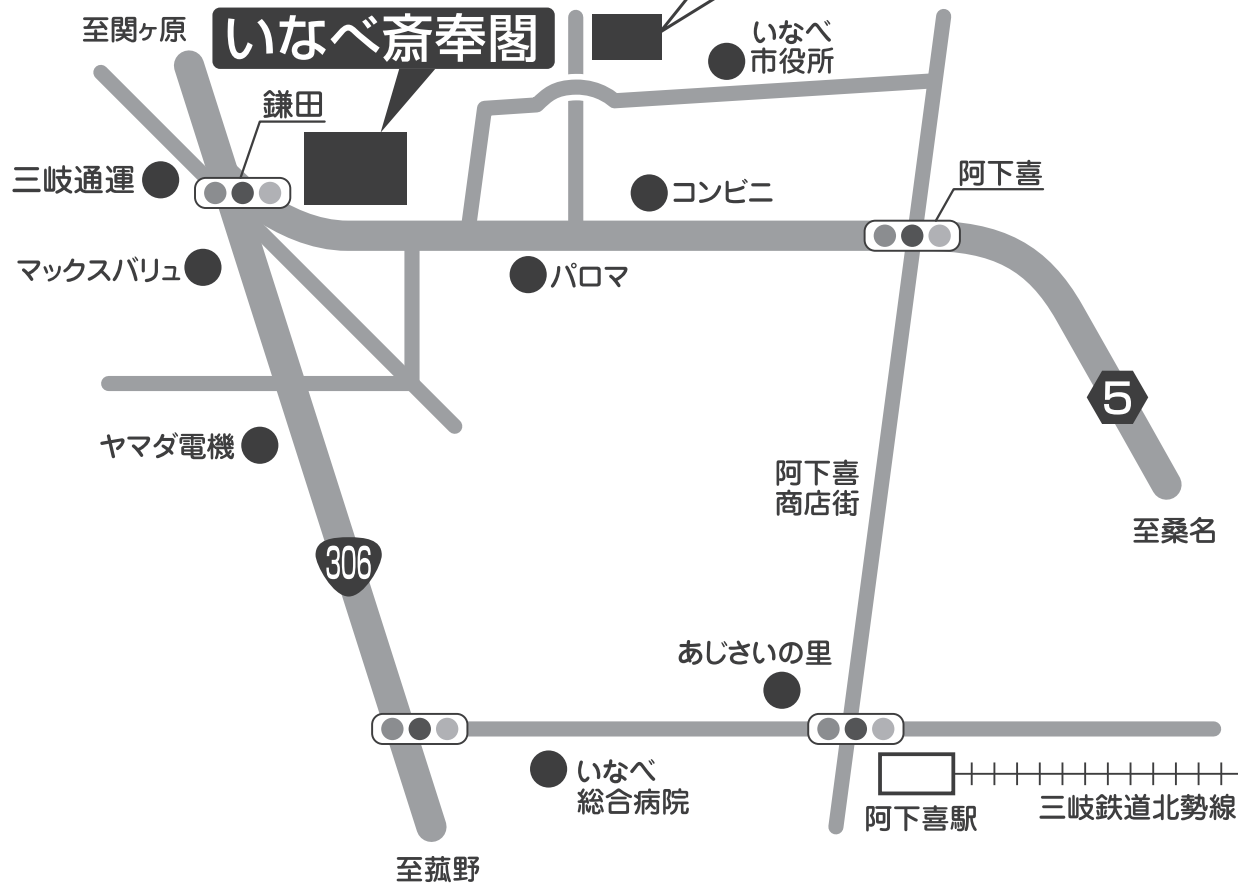 至関ヶ原
いなべ斎奉閣
いなべ
市役所
鎌田
三岐通運
コンビニ
阿下喜
マックスバリュ
パロマ
5
ヤマダ電機
阿下喜
商店街
至桑名
306
あじさいの里
いなべ
総合病院
阿下喜駅
三岐鉄道北勢線
至菰野